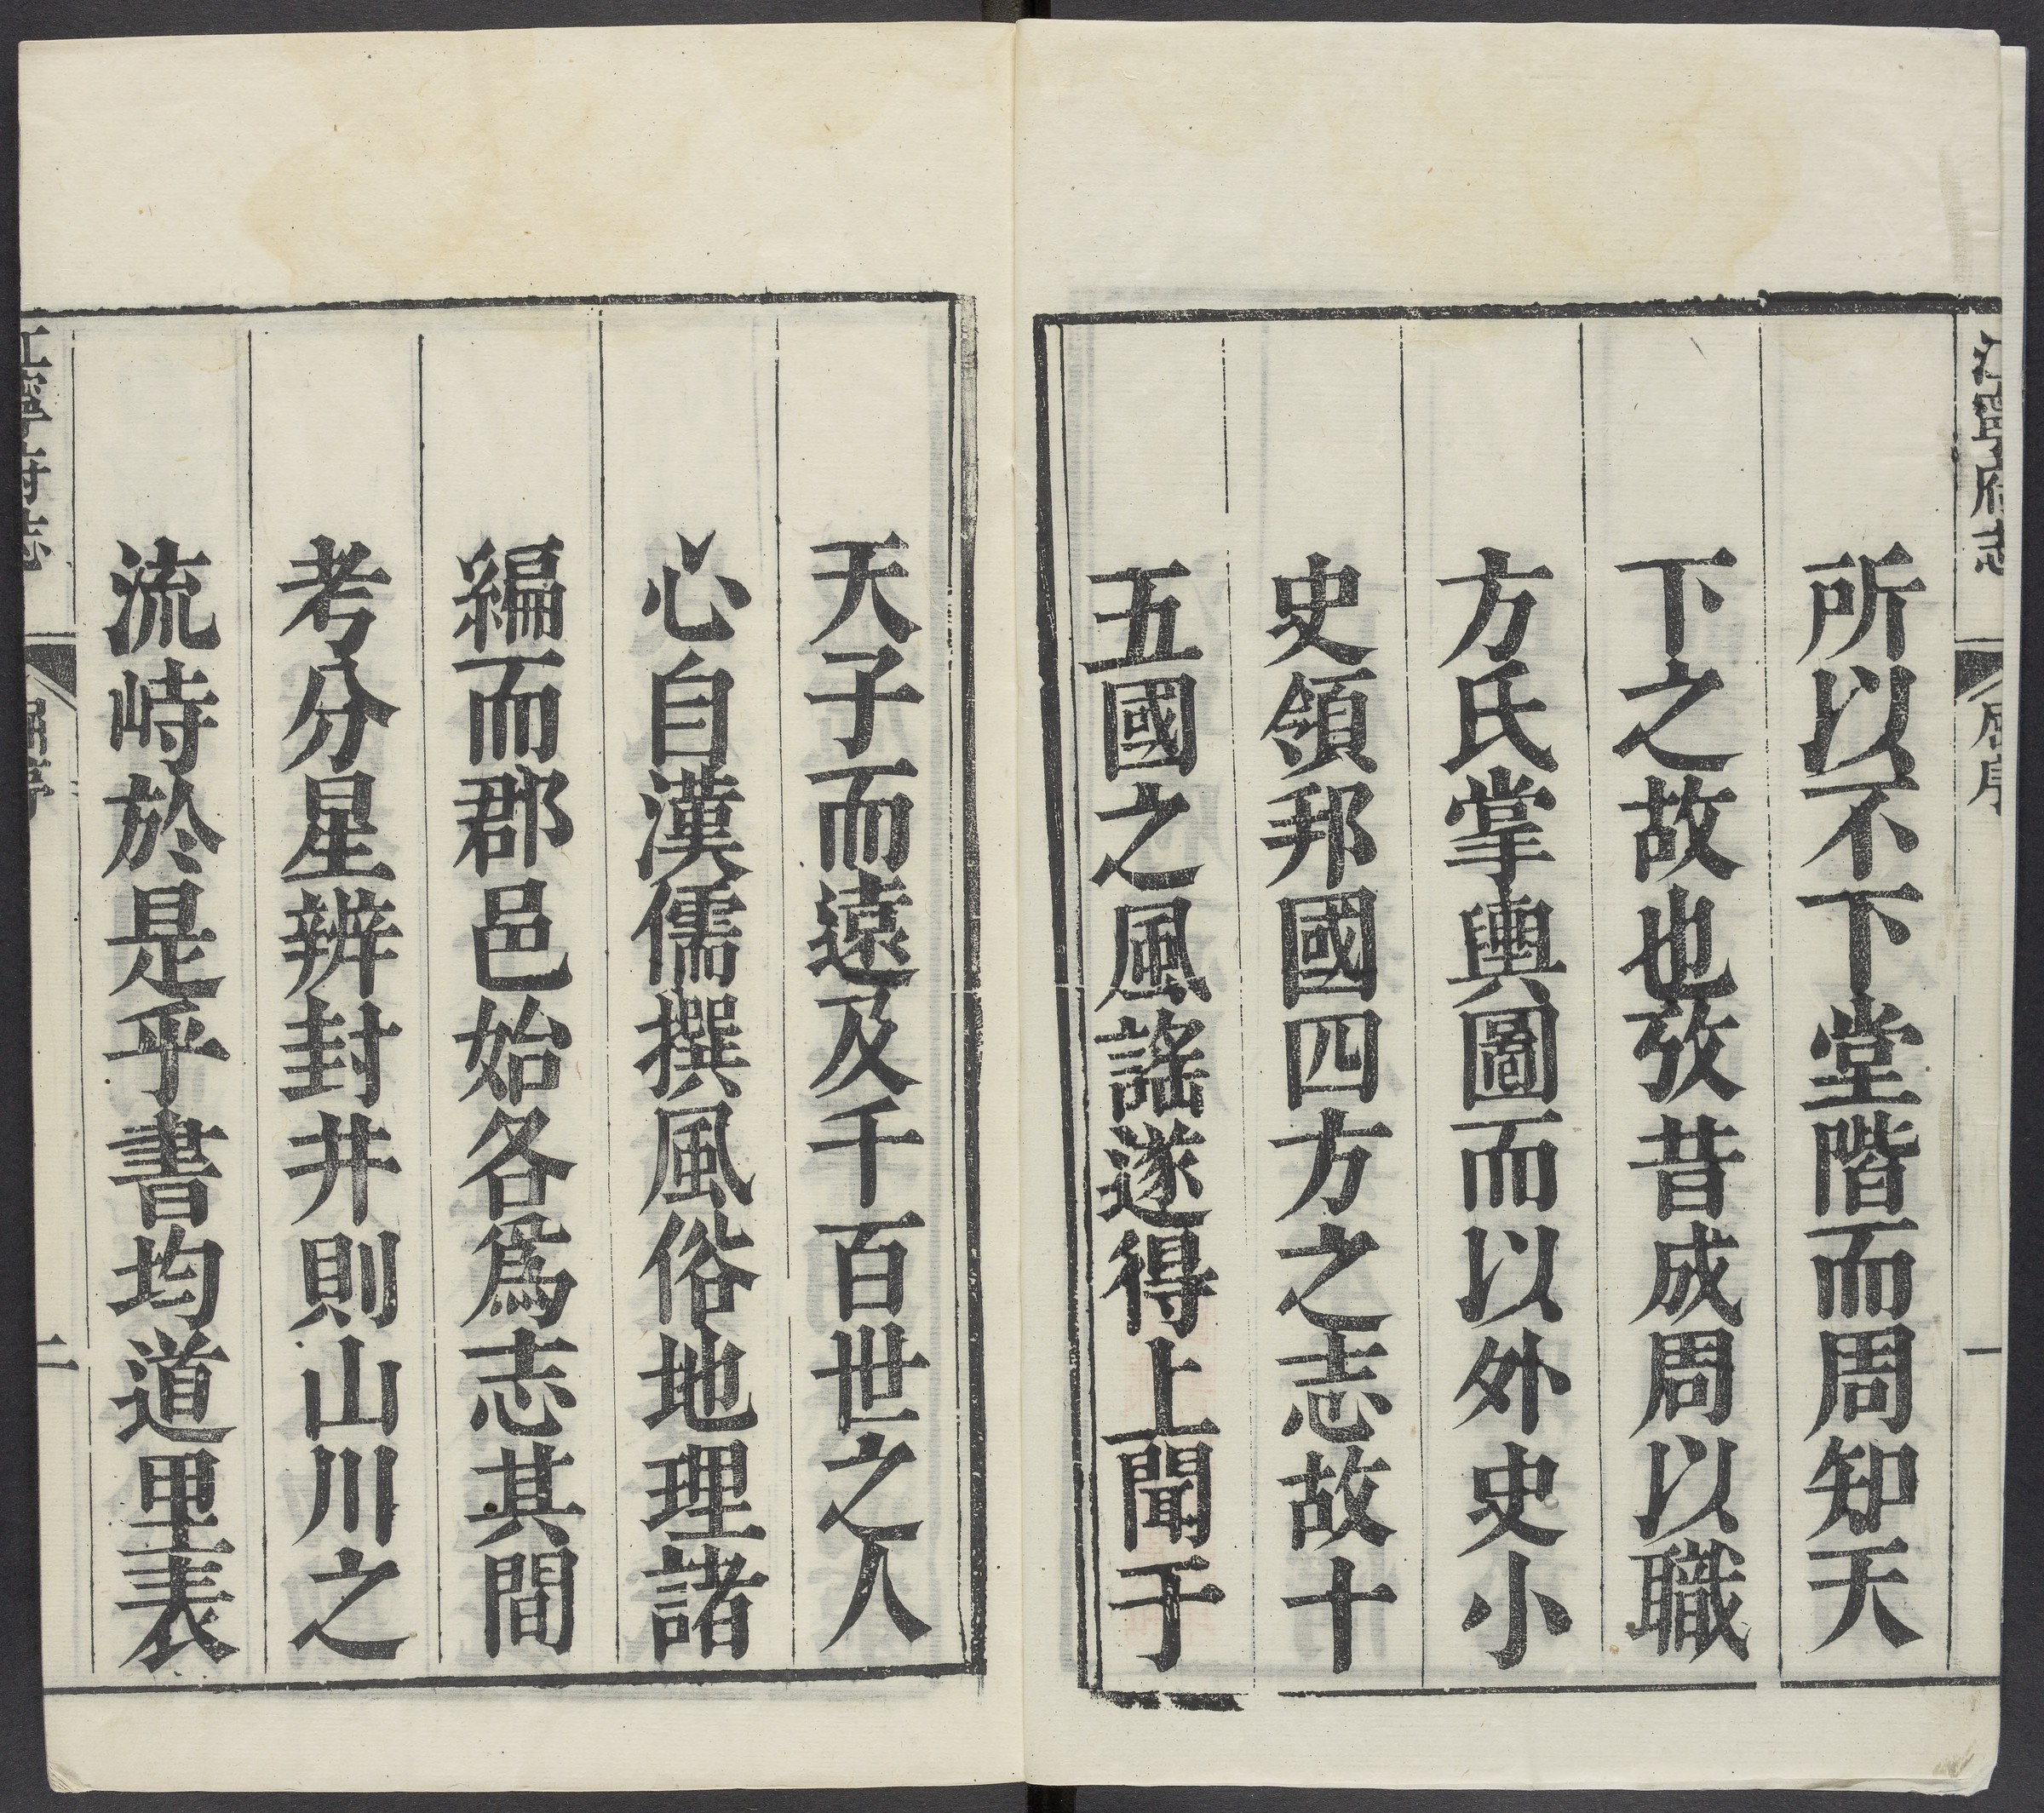 江寧府志
序
一
所以不下堂階而周知天
下之故也攷昔成周以職
方氏掌輿圖而以外史小
史領邦國四方之志故十
五國之風謠遂得上聞于
天子而遠及千百世之人
心自漢儒撰風俗地理諸
編而郡邑始各爲志其間
考分星辨封井則山川之
流峙於是乎書均道里表
江寧府志
序
二